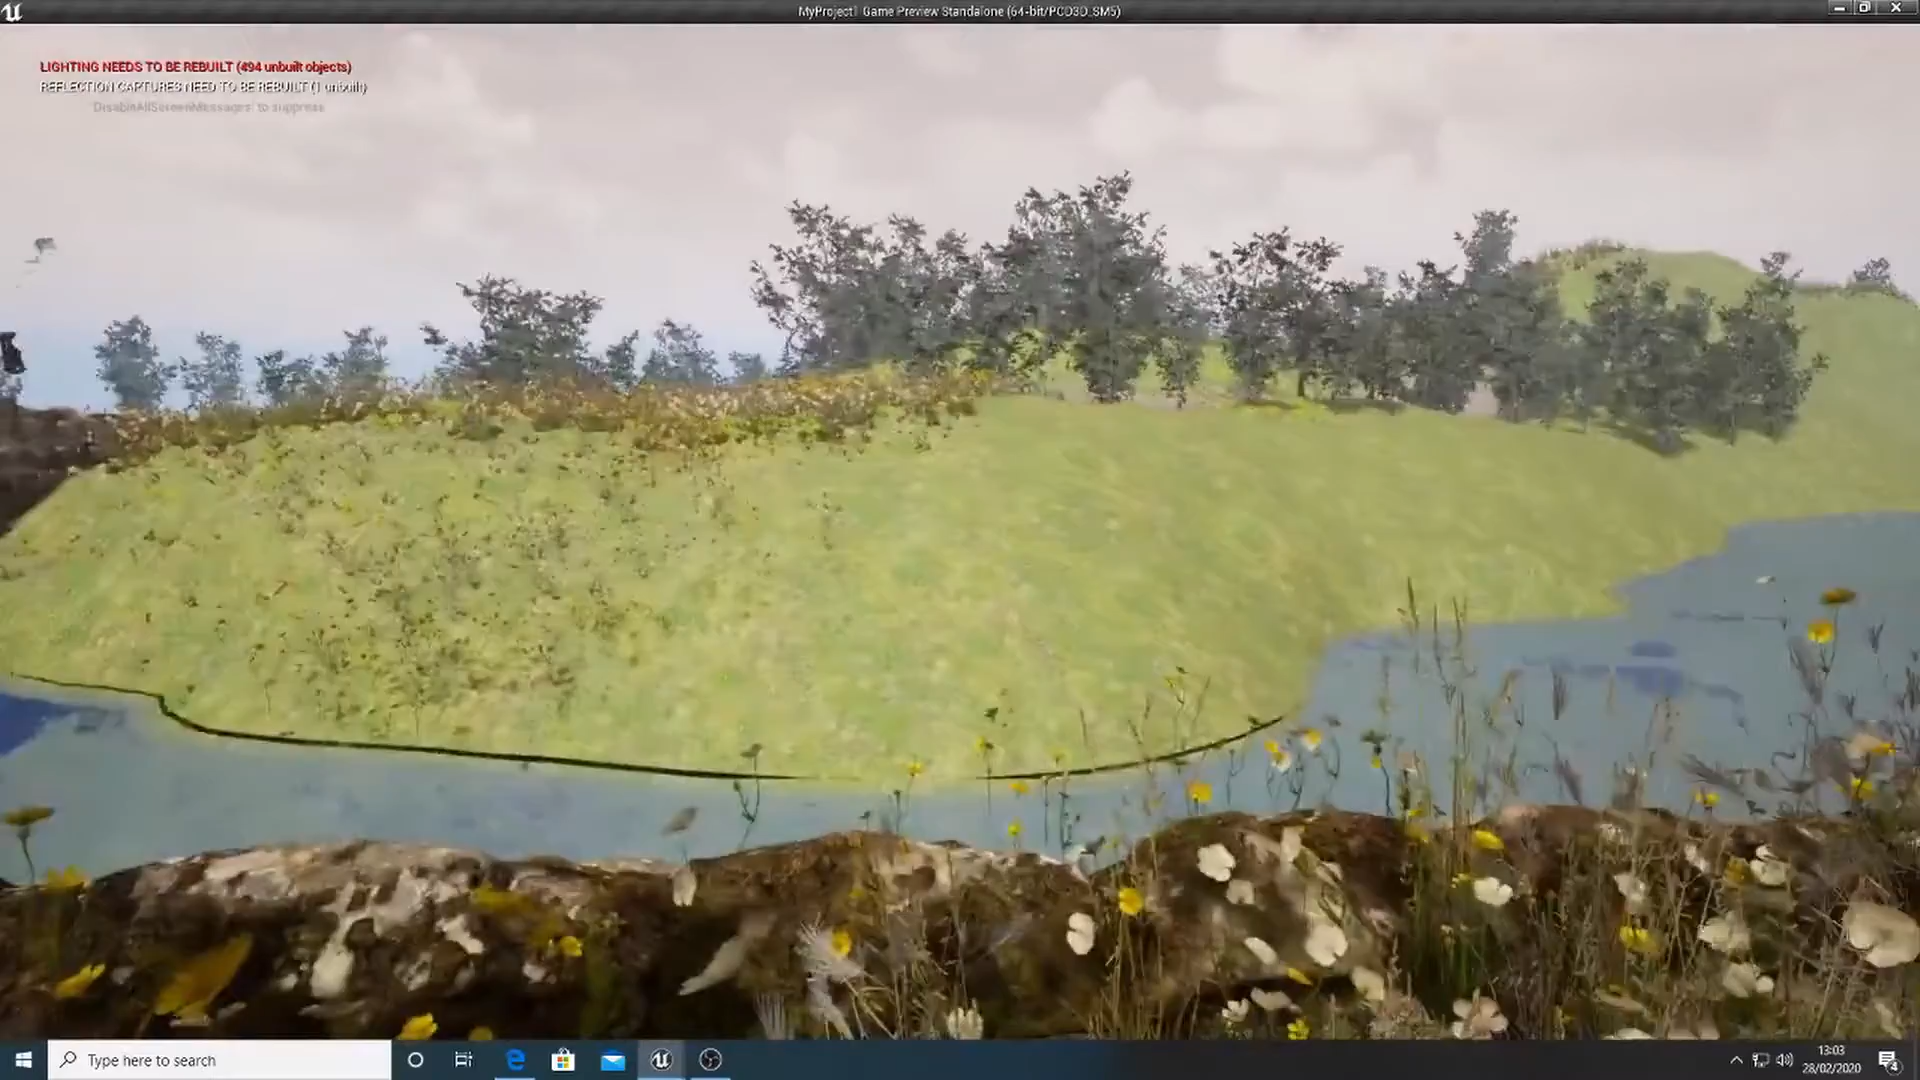 MyProject1 Game Preview Standalone (64-bit/PCD3D_SM5)
LIGHTING NEEDS TO BE REBUILT (494 unbuilt objects)
REFLECTION CAPTURES NEED TO BE REBUILT (1 unbuilt)
'DisableAllScreenMessages' to suppress
Type here to search
13:03
28/02/2020
4